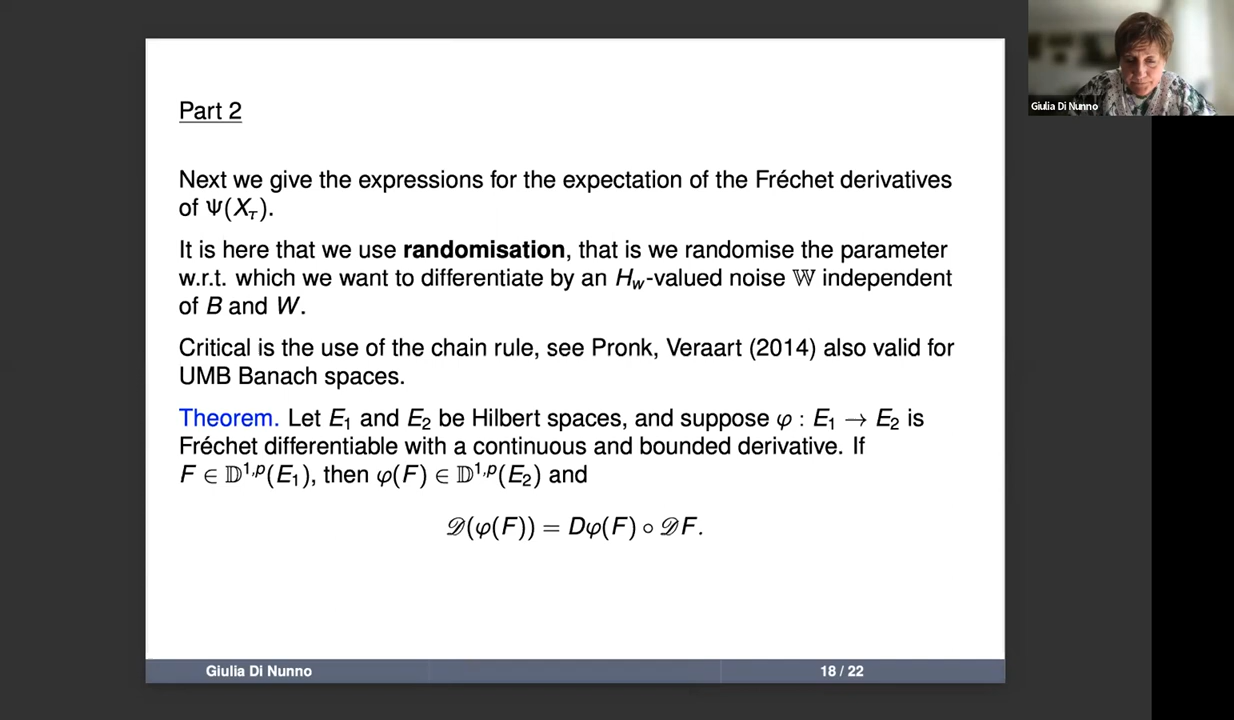 Part 2
Next we give the expressions for the expectation of the Fréchet derivatives
of Ψ(X_T).
It is here that we use randomisation, that is we randomise the parameter
w.r.t. which we want to differentiate by an H_w-valued noise 𝕎 independent
of B and W.
Critical is the use of the chain rule, see Pronk, Veraart (2014) also valid for
UMB Banach spaces.
Theorem. Let E₁ and E₂ be Hilbert spaces, and suppose φ : E₁ → E₂ is
Fréchet differentiable with a continuous and bounded derivative. If
F ∈ 𝔻^{1,p}(E₁), then φ(F) ∈ 𝔻^{1,p}(E₂) and
𝒟(φ(F)) = Dφ(F) ∘ 𝒟F.
Giulia Di Nunno 18 / 22
Giulia Di Nunno